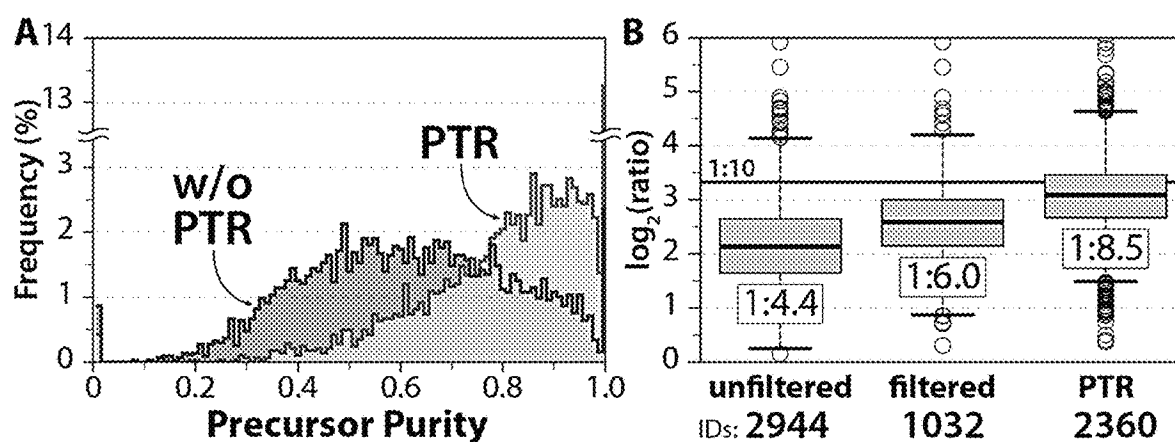 A
14
13
3
2
1
0
Frequency (%)
w/o
PTR
PTR
0
0.2
0.4
0.6
0.8
1.0
Precursor Purity
B
6
5
4
3
2
1
0
log2(ratio)
1:10
1:4.4
1:6.0
1:8.5
unfiltered filtered PTR
IDs: 2944 1032 2360